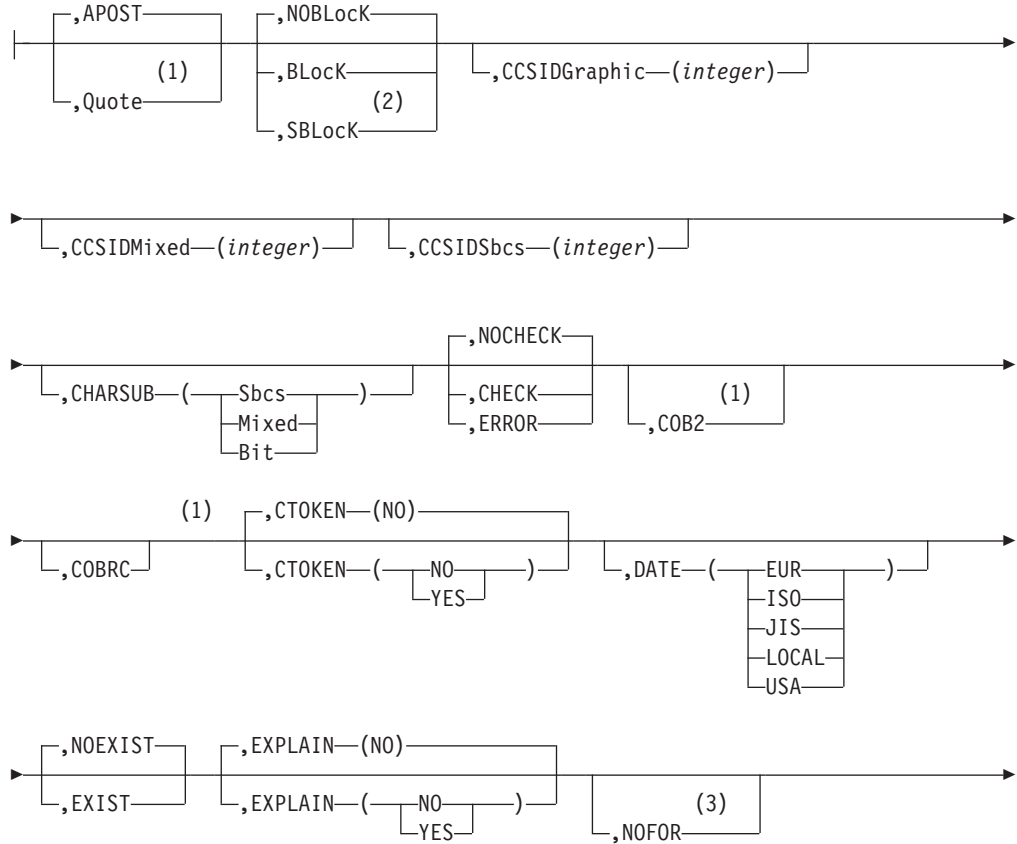 ,APOST ,NOBLocK
(1) ,BLocK ,CCSIDGraphic (integer)
,Quote (2)
,SBLocK
,CCSIDMixed (integer) ,CCSIDSbcs (integer)
,NOCHECK
,CHARSUB ( Sbcs ) ,CHECK (1)
Mixed ,ERROR ,COB2
Bit
(1) ,CTOKEN (NO)
,COBRC ,CTOKEN ( NO ) ,DATE ( EUR )
YES ISO
JIS
LOCAL
USA
,NOEXIST ,EXPLAIN (NO)
,EXIST ,EXPLAIN ( NO ) (3)
YES ,NOFOR